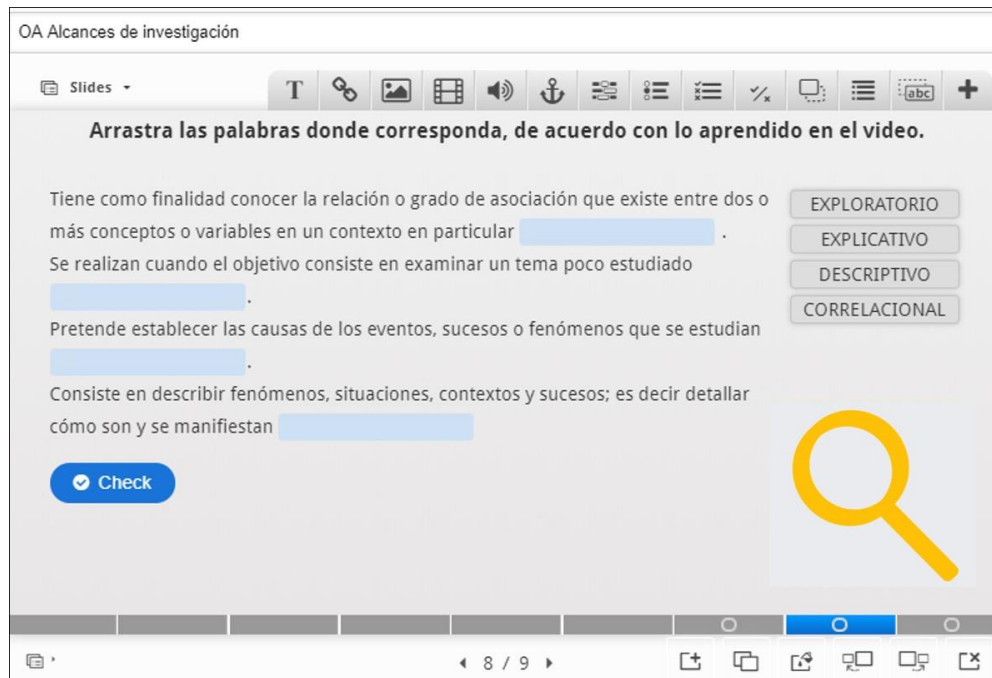 OA Alcances de investigación
Slides
T
abc
Arrastra las palabras donde corresponda, de acuerdo con lo aprendido en el video.
Tiene como finalidad conocer la relación o grado de asociación que existe entre dos o
más conceptos o variables en un contexto en particular .
Se realizan cuando el objetivo consiste en examinar un tema poco estudiado
.
Pretende establecer las causas de los eventos, sucesos o fenómenos que se estudian
.
Consiste en describir fenómenos, situaciones, contextos y sucesos; es decir detallar
cómo son y se manifiestan
EXPLORATORIO
EXPLICATIVO
DESCRIPTIVO
CORRELACIONAL
Check
8 / 9